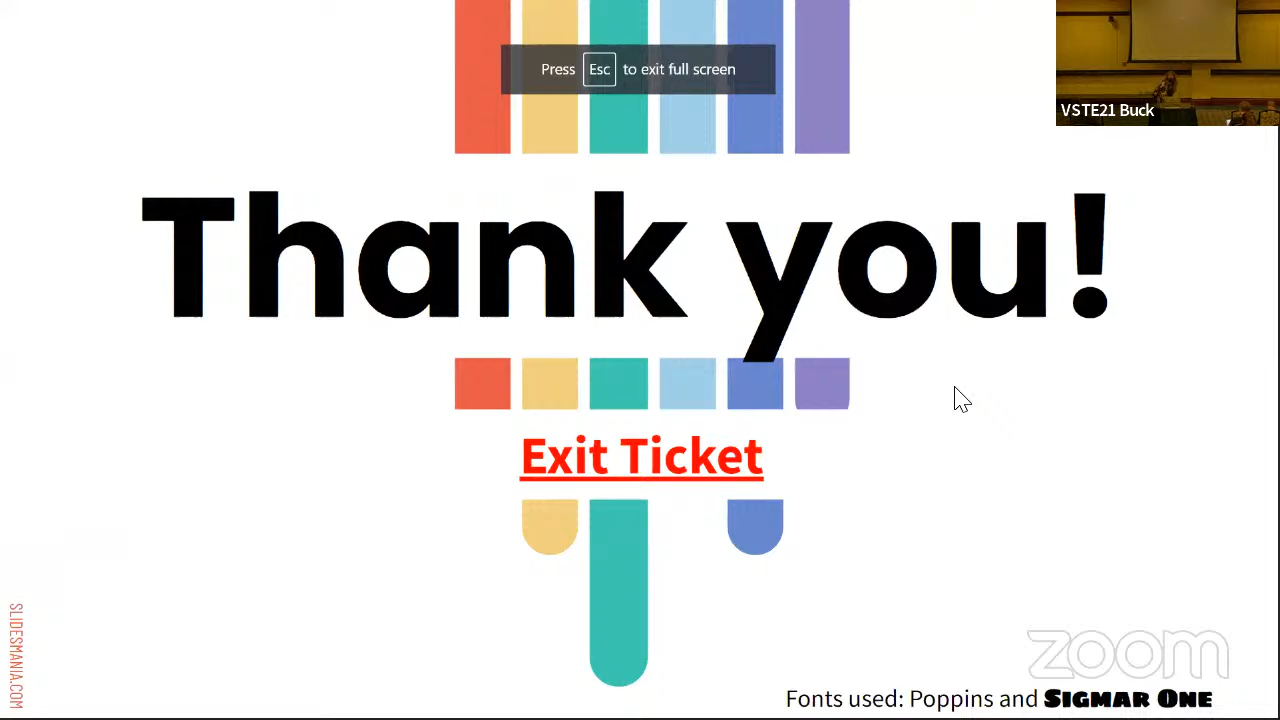 Press Esc to exit full screen
VSTE21 Buck
Thank you!
Exit Ticket
SLIDESMANIA.COM
zoom
Fonts used: Poppins and Sigmar One